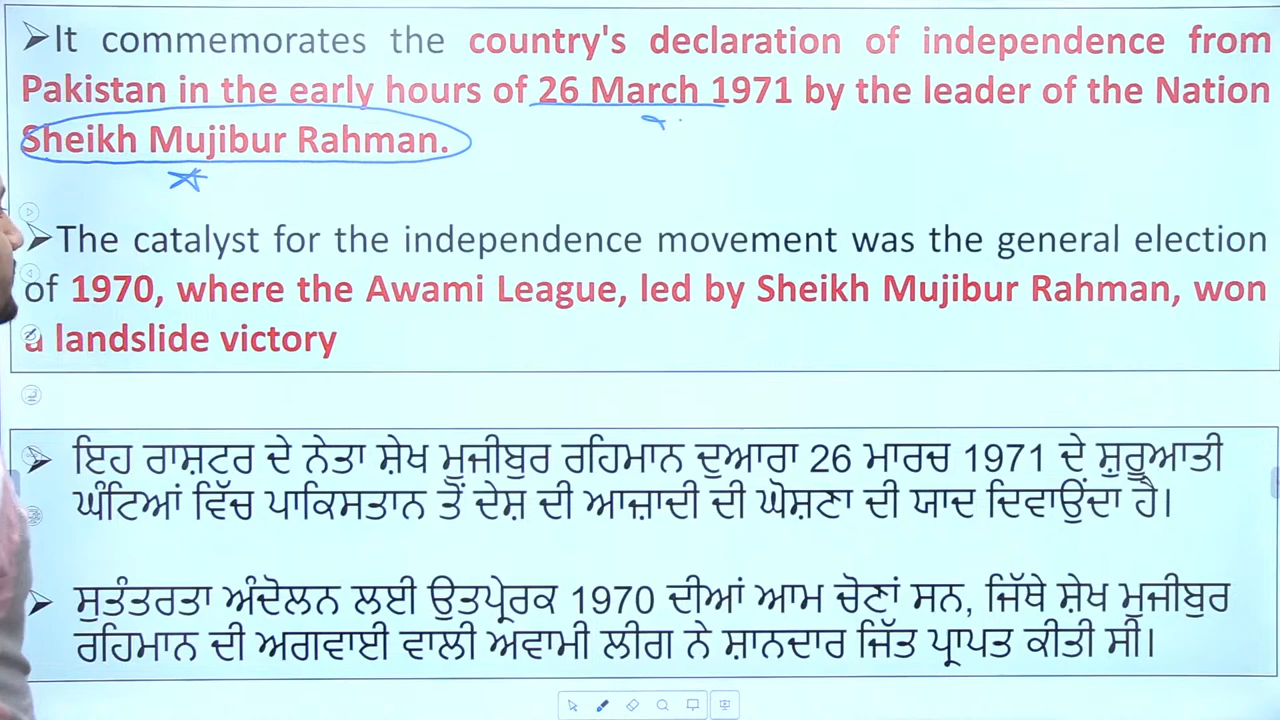 ➢It commemorates the country's declaration of independence from
Pakistan in the early hours of 26 March 1971 by the leader of the Nation
Sheikh Mujibur Rahman.
➢The catalyst for the independence movement was the general election
of 1970, where the Awami League, led by Sheikh Mujibur Rahman, won
a landslide victory
➢ ਇਹ ਰਾਸ਼ਟਰ ਦੇ ਨੇਤਾ ਸ਼ੇਖ ਮੁਜੀਬੁਰ ਰਹਿਮਾਨ ਦੁਆਰਾ 26 ਮਾਰਚ 1971 ਦੇ ਸ਼ੁਰੂਆਤੀ
ਘੰਟਿਆਂ ਵਿੱਚ ਪਾਕਿਸਤਾਨ ਤੋਂ ਦੇਸ਼ ਦੀ ਆਜ਼ਾਦੀ ਦੀ ਘੋਸ਼ਣਾ ਦੀ ਯਾਦ ਦਿਵਾਉਂਦਾ ਹੈ।
➢ ਸੁਤੰਤਰਤਾ ਅੰਦੋਲਨ ਲਈ ਉਤਪ੍ਰੇਰਕ 1970 ਦੀਆਂ ਆਮ ਚੋਣਾਂ ਸਨ, ਜਿੱਥੇ ਸ਼ੇਖ ਮੁਜੀਬੁਰ
ਰਹਿਮਾਨ ਦੀ ਅਗਵਾਈ ਵਾਲੀ ਅਵਾਮੀ ਲੀਗ ਨੇ ਸ਼ਾਨਦਾਰ ਜਿੱਤ ਪ੍ਰਾਪਤ ਕੀਤੀ ਸੀ।